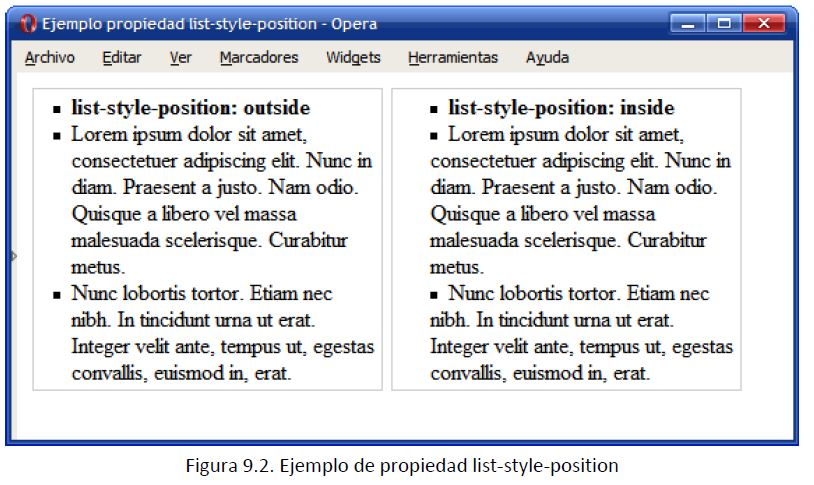 Ejemplo propiedad list-style-position - Opera
Archivo Editar Ver Marcadores Widgets Herramientas Ayuda
list-style-position: outside
Lorem ipsum dolor sit amet,
consectetuer adipiscing elit. Nunc in
diam. Praesent a justo. Nam odio.
Quisque a libero vel massa
malesuada scelerisque. Curabitur
metus.
Nunc lobortis tortor. Etiam nec
nibh. In tincidunt urna ut erat.
Integer velit ante, tempus ut, egestas
convallis, euismod in, erat.
list-style-position: inside
Lorem ipsum dolor sit amet,
consectetuer adipiscing elit. Nunc in
diam. Praesent a justo. Nam odio.
Quisque a libero vel massa
malesuada scelerisque. Curabitur
metus.
Nunc lobortis tortor. Etiam nec
nibh. In tincidunt urna ut erat.
Integer velit ante, tempus ut, egestas
convallis, euismod in, erat.
Figura 9.2. Ejemplo de propiedad list-style-position